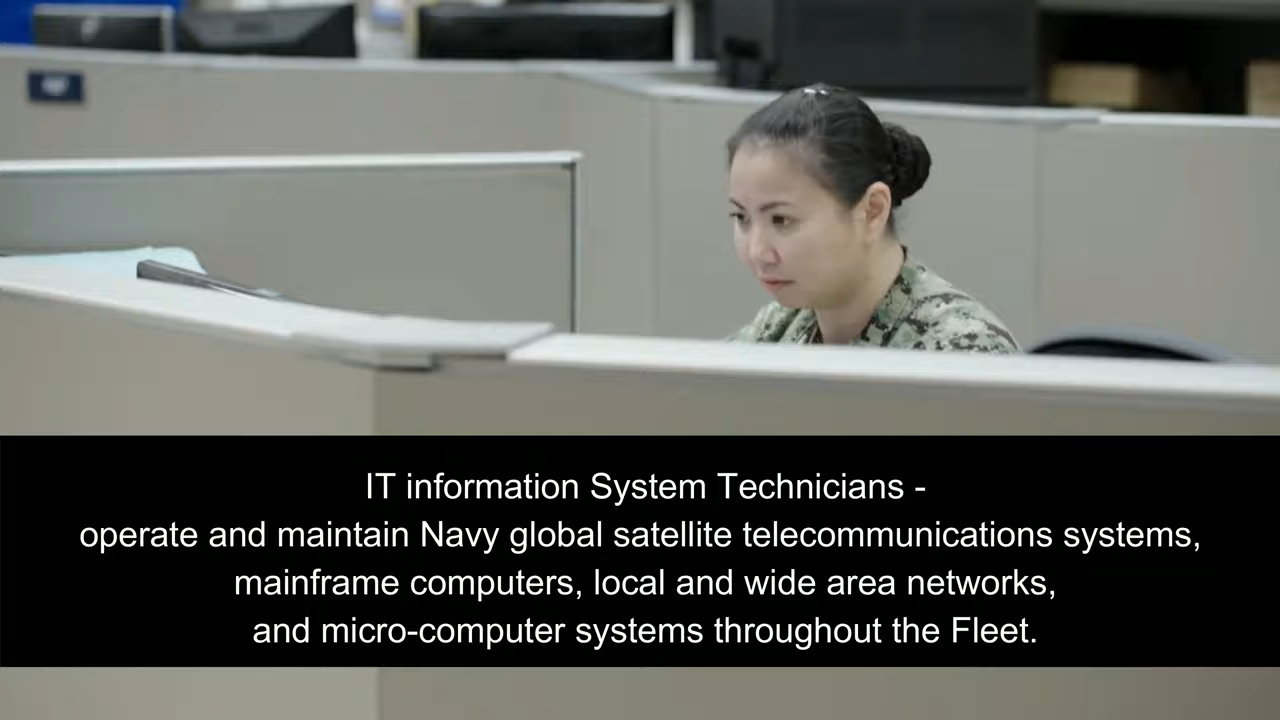 IT information System Technicians -
operate and maintain Navy global satellite telecommunications systems,
mainframe computers, local and wide area networks,
and micro-computer systems throughout the Fleet.